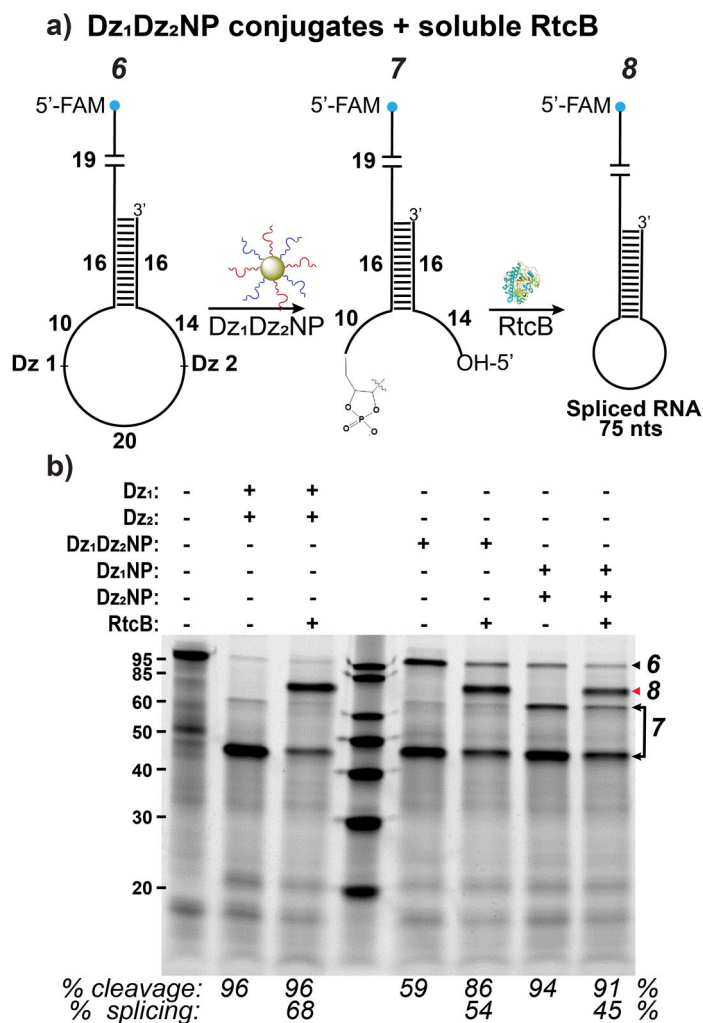 a) Dz₁Dz₂NP conjugates + soluble RtcB
6 7 8
5'-FAM 5'-FAM 5'-FAM
19 19
3' 3' 3'
16 16 16 16
Dz₁Dz₂NP RtcB
10 14 10 14
OH-5'
Dz 1 Dz 2
O O
P
O O
20
Spliced RNA
75 nts
b)
Dz₁: - + + - - - -
Dz₂: - + + - - - -
Dz₁Dz₂NP: - - - + + - -
Dz₁NP: - - - - - + +
Dz₂NP: - - - - - + +
RtcB: - - + - + - +
95 6
85
8
60
7
50
40
30
20
% cleavage: 96 96 59 86 94 91 %
% splicing: 68 54 45 %